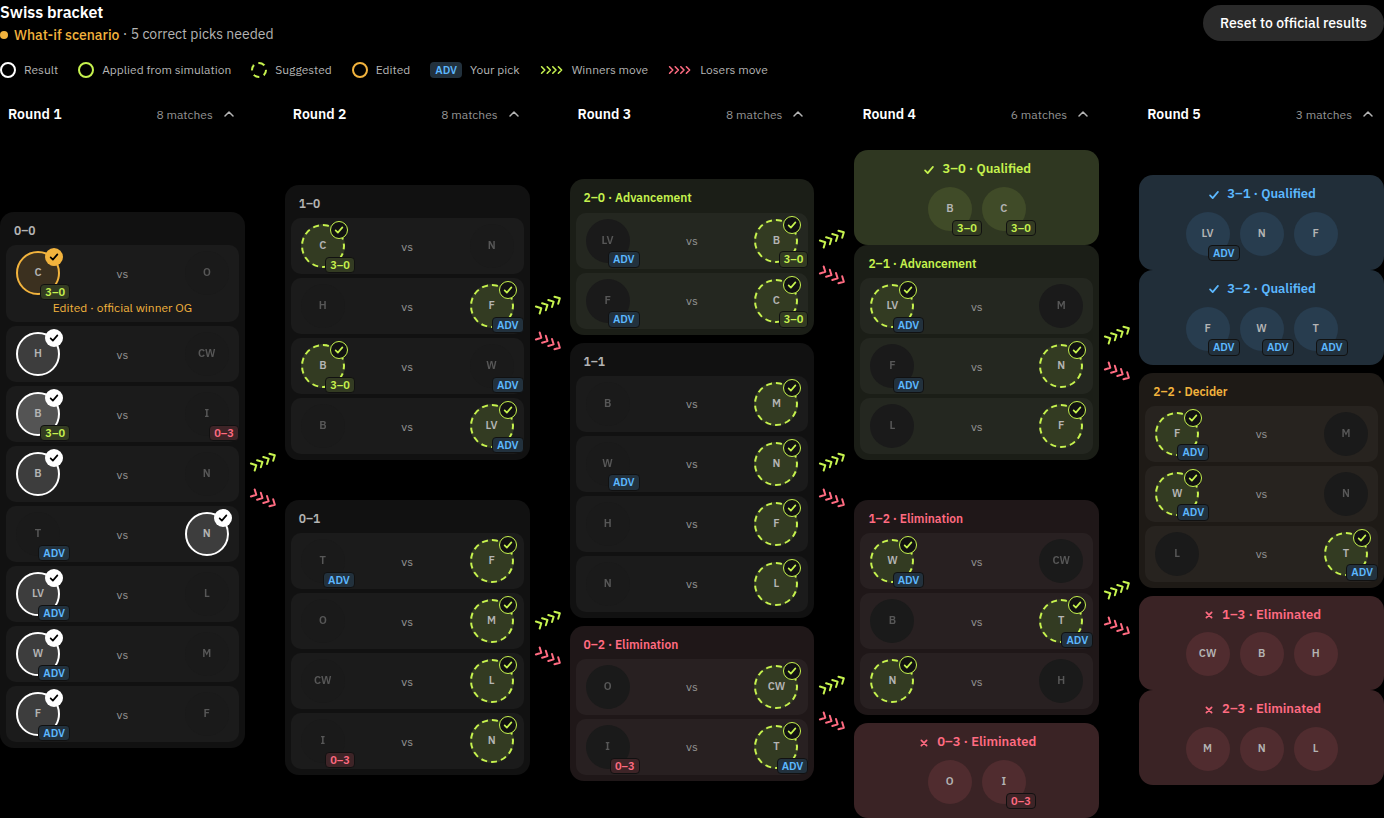 Swiss bracket
What-if scenario · 5 correct picks needed
Reset to official results
Result
Applied from simulation
Suggested
Edited
ADV Your pick
Winners move
Losers move
Round 1 8 matches
0–0
C 3–0 vs O
Edited · official winner OG
H vs CW
B 3–0 vs I 0–3
B vs N
T ADV vs N
LV ADV vs L
W ADV vs M
F ADV vs F
Round 2 8 matches
1–0
C 3–0 vs N
H vs F ADV
B 3–0 vs W ADV
B vs LV ADV
0–1
T ADV vs F
O vs M
CW vs L
I 0–3 vs N
Round 3 8 matches
2–0 · Advancement
LV ADV vs B 3–0
F ADV vs C 3–0
1–1
B vs M
W ADV vs N
H vs F
N vs L
0–2 · Elimination
O vs CW
I 0–3 vs T ADV
Round 4 6 matches
3–0 · Qualified
B 3–0 C 3–0
2–1 · Advancement
LV ADV vs M
F ADV vs N
L vs F
1–2 · Elimination
W ADV vs CW
B vs T ADV
N vs H
0–3 · Eliminated
O I 0–3
Round 5 3 matches
3–1 · Qualified
LV ADV N F
3–2 · Qualified
F ADV W ADV T ADV
2–2 · Decider
F ADV vs M
W ADV vs N
L vs T ADV
1–3 · Eliminated
CW B H
2–3 · Eliminated
M N L